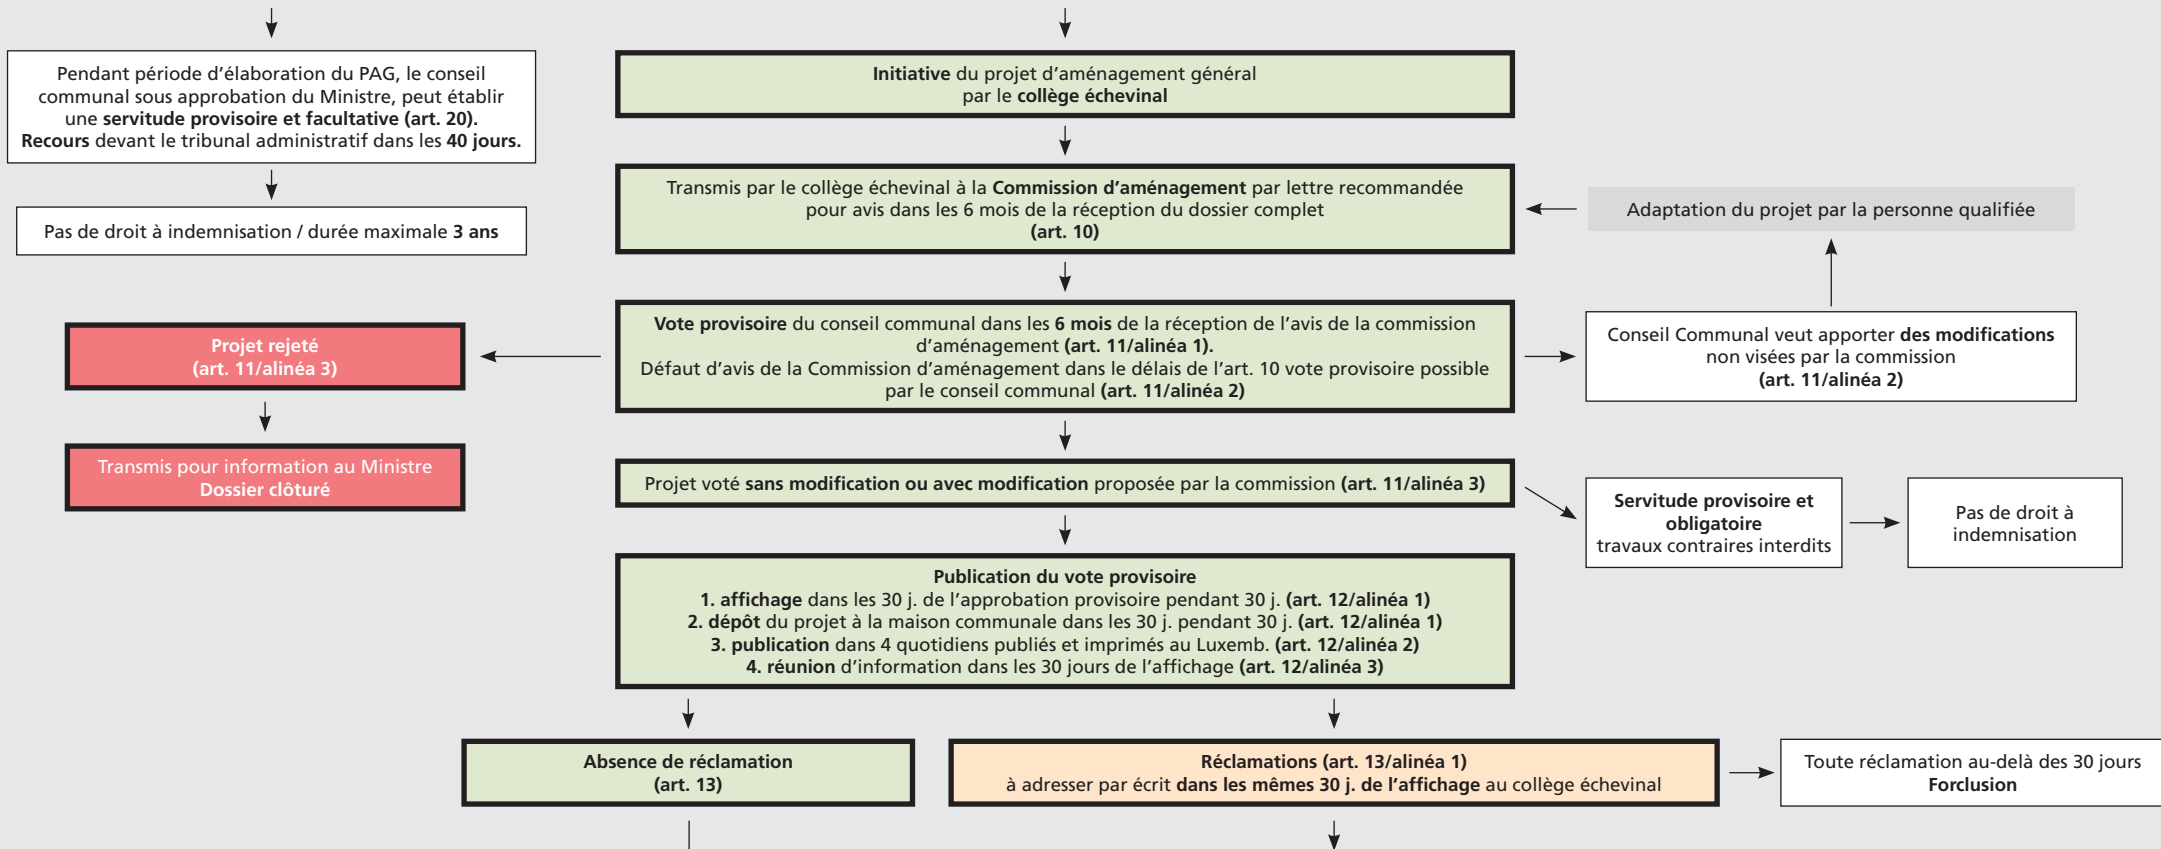 Pendant période d'élaboration du PAG, le conseil
communal sous approbation du Ministre, peut établir
une servitude provisoire et facultative (art. 20).
Recours devant le tribunal administratif dans les 40 jours.
Pas de droit à indemnisation / durée maximale 3 ans
Initiative du projet d'aménagement général
par le collège échevinal
Transmis par le collège échevinal à la Commission d'aménagement par lettre recommandée
pour avis dans les 6 mois de la réception du dossier complet
(art. 10)
Adaptation du projet par la personne qualifiée
Vote provisoire du conseil communal dans les 6 mois de la réception de l'avis de la commission
d'aménagement (art. 11/alinéa 1).
Défaut d'avis de la Commission d'aménagement dans le délais de l'art. 10 vote provisoire possible
par le conseil communal (art. 11/alinéa 2)
Conseil Communal veut apporter des modifications
non visées par la commission
(art. 11/alinéa 2)
Projet rejeté
(art. 11/alinéa 3)
Transmis pour information au Ministre
Dossier clôturé
Projet voté sans modification ou avec modification proposée par la commission (art. 11/alinéa 3)
Servitude provisoire et
obligatoire
travaux contraires interdits
Pas de droit à
indemnisation
Publication du vote provisoire
1. affichage dans les 30 j. de l'approbation provisoire pendant 30 j. (art. 12/alinéa 1)
2. dépôt du projet à la maison communale dans les 30 j. pendant 30 j. (art. 12/alinéa 1)
3. publication dans 4 quotidiens publiés et imprimés au Luxemb. (art. 12/alinéa 2)
4. réunion d'information dans les 30 jours de l'affichage (art. 12/alinéa 3)
Absence de réclamation
(art. 13)
Réclamations (art. 13/alinéa 1)
à adresser par écrit dans les mêmes 30 j. de l'affichage au collège échevinal
Toute réclamation au-delà des 30 jours
Forclusion